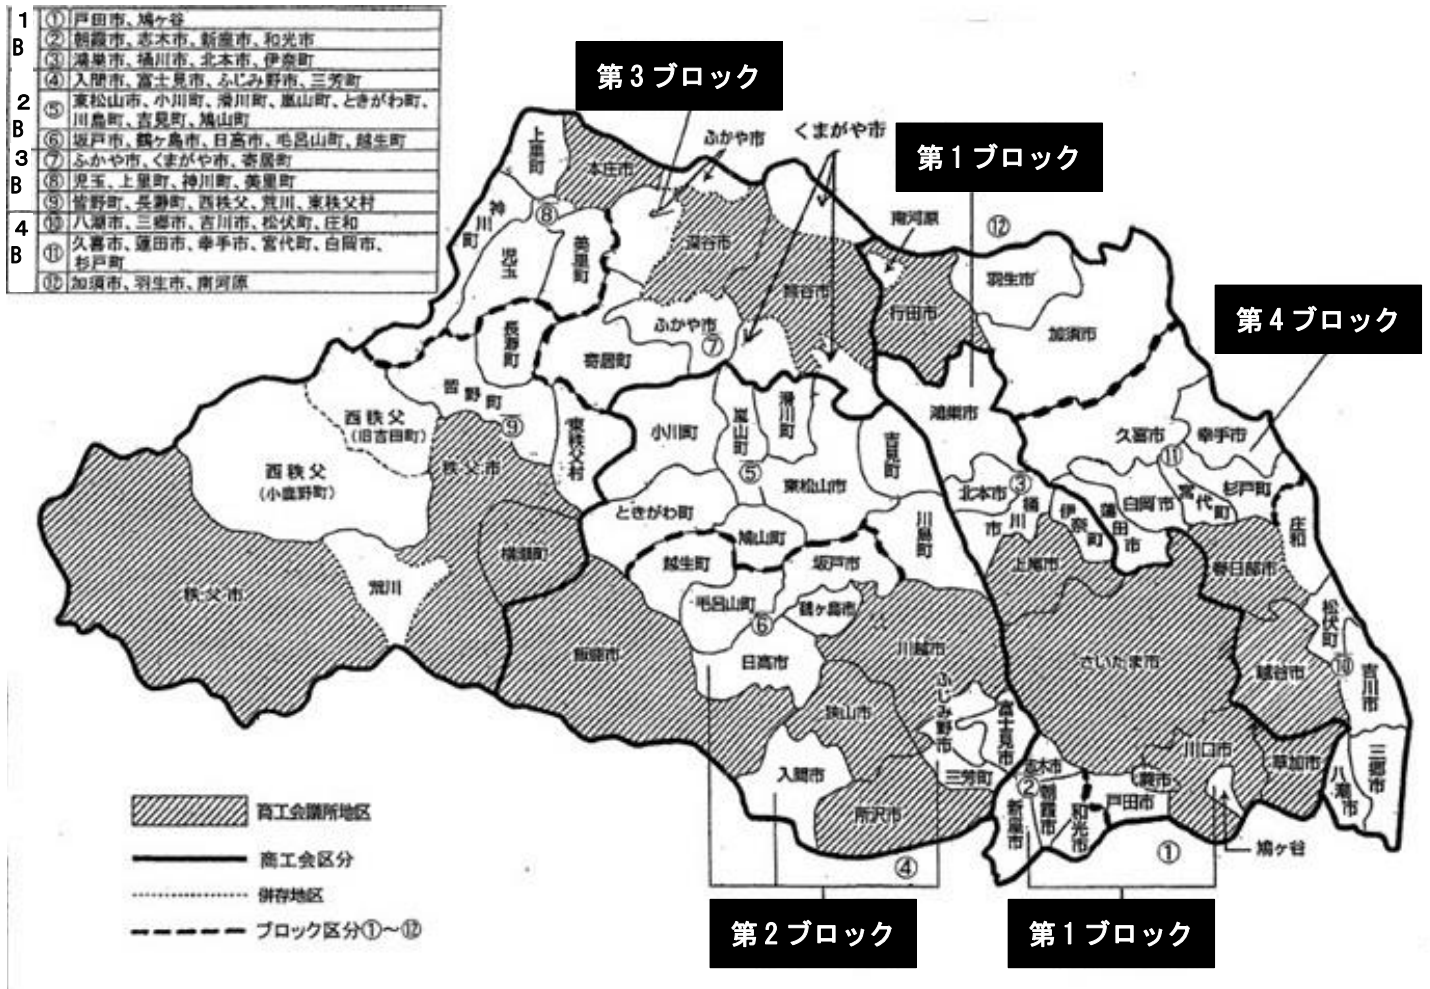 1B
① 戸田市、鳩ヶ谷
② 朝霞市、志木市、新座市、和光市
③ 鴻巣市、桶川市、北本市、伊奈町
2B
④ 入間市、富士見市、ふじみ野市、三芳町
⑤ 東松山市、小川町、滑川町、嵐山町、ときがわ町、
川島町、吉見町、鳩山町
⑥ 坂戸市、鶴ヶ島市、日高市、毛呂山町、越生町
3B
⑦ ふかや市、くまがや市、寄居町
⑧ 児玉、上里町、神川町、美里町
⑨ 皆野町、長瀞町、西秩父、荒川、東秩父村
4B
⑩ 八潮市、三郷市、吉川市、松伏町、庄和
⑪ 久喜市、蓮田市、幸手市、宮代町、白岡市、
杉戸町
⑫ 加須市、羽生市、南河原
第3ブロック
ふかや市
くまがや市
第1ブロック
上里町
本庄市
南河原
⑫
神川町
⑧
児玉
美里町
深谷市
熊谷市
行田市
羽生市
加須市
第4ブロック
長瀞町
ふかや市
⑦
寄居町
皆野町
⑨
西秩父
(旧吉田町)
東秩父村
小川町
嵐山町
滑川町
吉見町
鴻巣市
久喜市
幸手市
⑪
西秩父
(小鹿野町)
秩父市
⑤
東松山市
北本市
③
桶川市
伊奈町
蓮田市
白岡市
宮代町
杉戸町
庄和
ときがわ町
鳩山町
川島町
横瀬町
越生町
坂戸市
上尾市
春日部市
秩父市
荒川
毛呂山町
鶴ヶ島市
⑥
松伏町
飯能市
日高市
川越市
さいたま市
越谷市
⑩
吉川市
狭山市
ふじみ野市
富士見市
入間市
三芳町
志木市
②
川口市
蕨市
草加市
八潮市
三郷市
所沢市
新座市
朝霞市
和光市
戸田市
鳩ヶ谷
④
①
商工会議所地区
商工会区分
併存地区
ブロック区分①～⑫
第2ブロック
第1ブロック